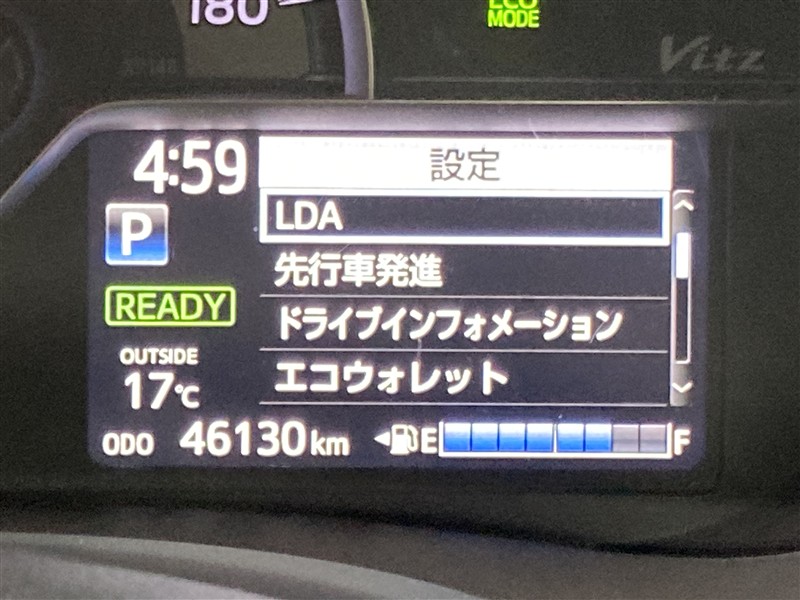 180
ECO
MODE
Vitz
4:59
設定
P
LDA
先行車発進
READY
ドライブインフォメーション
OUTSIDE
17℃
エコウォレット
ODO 46130km
E F